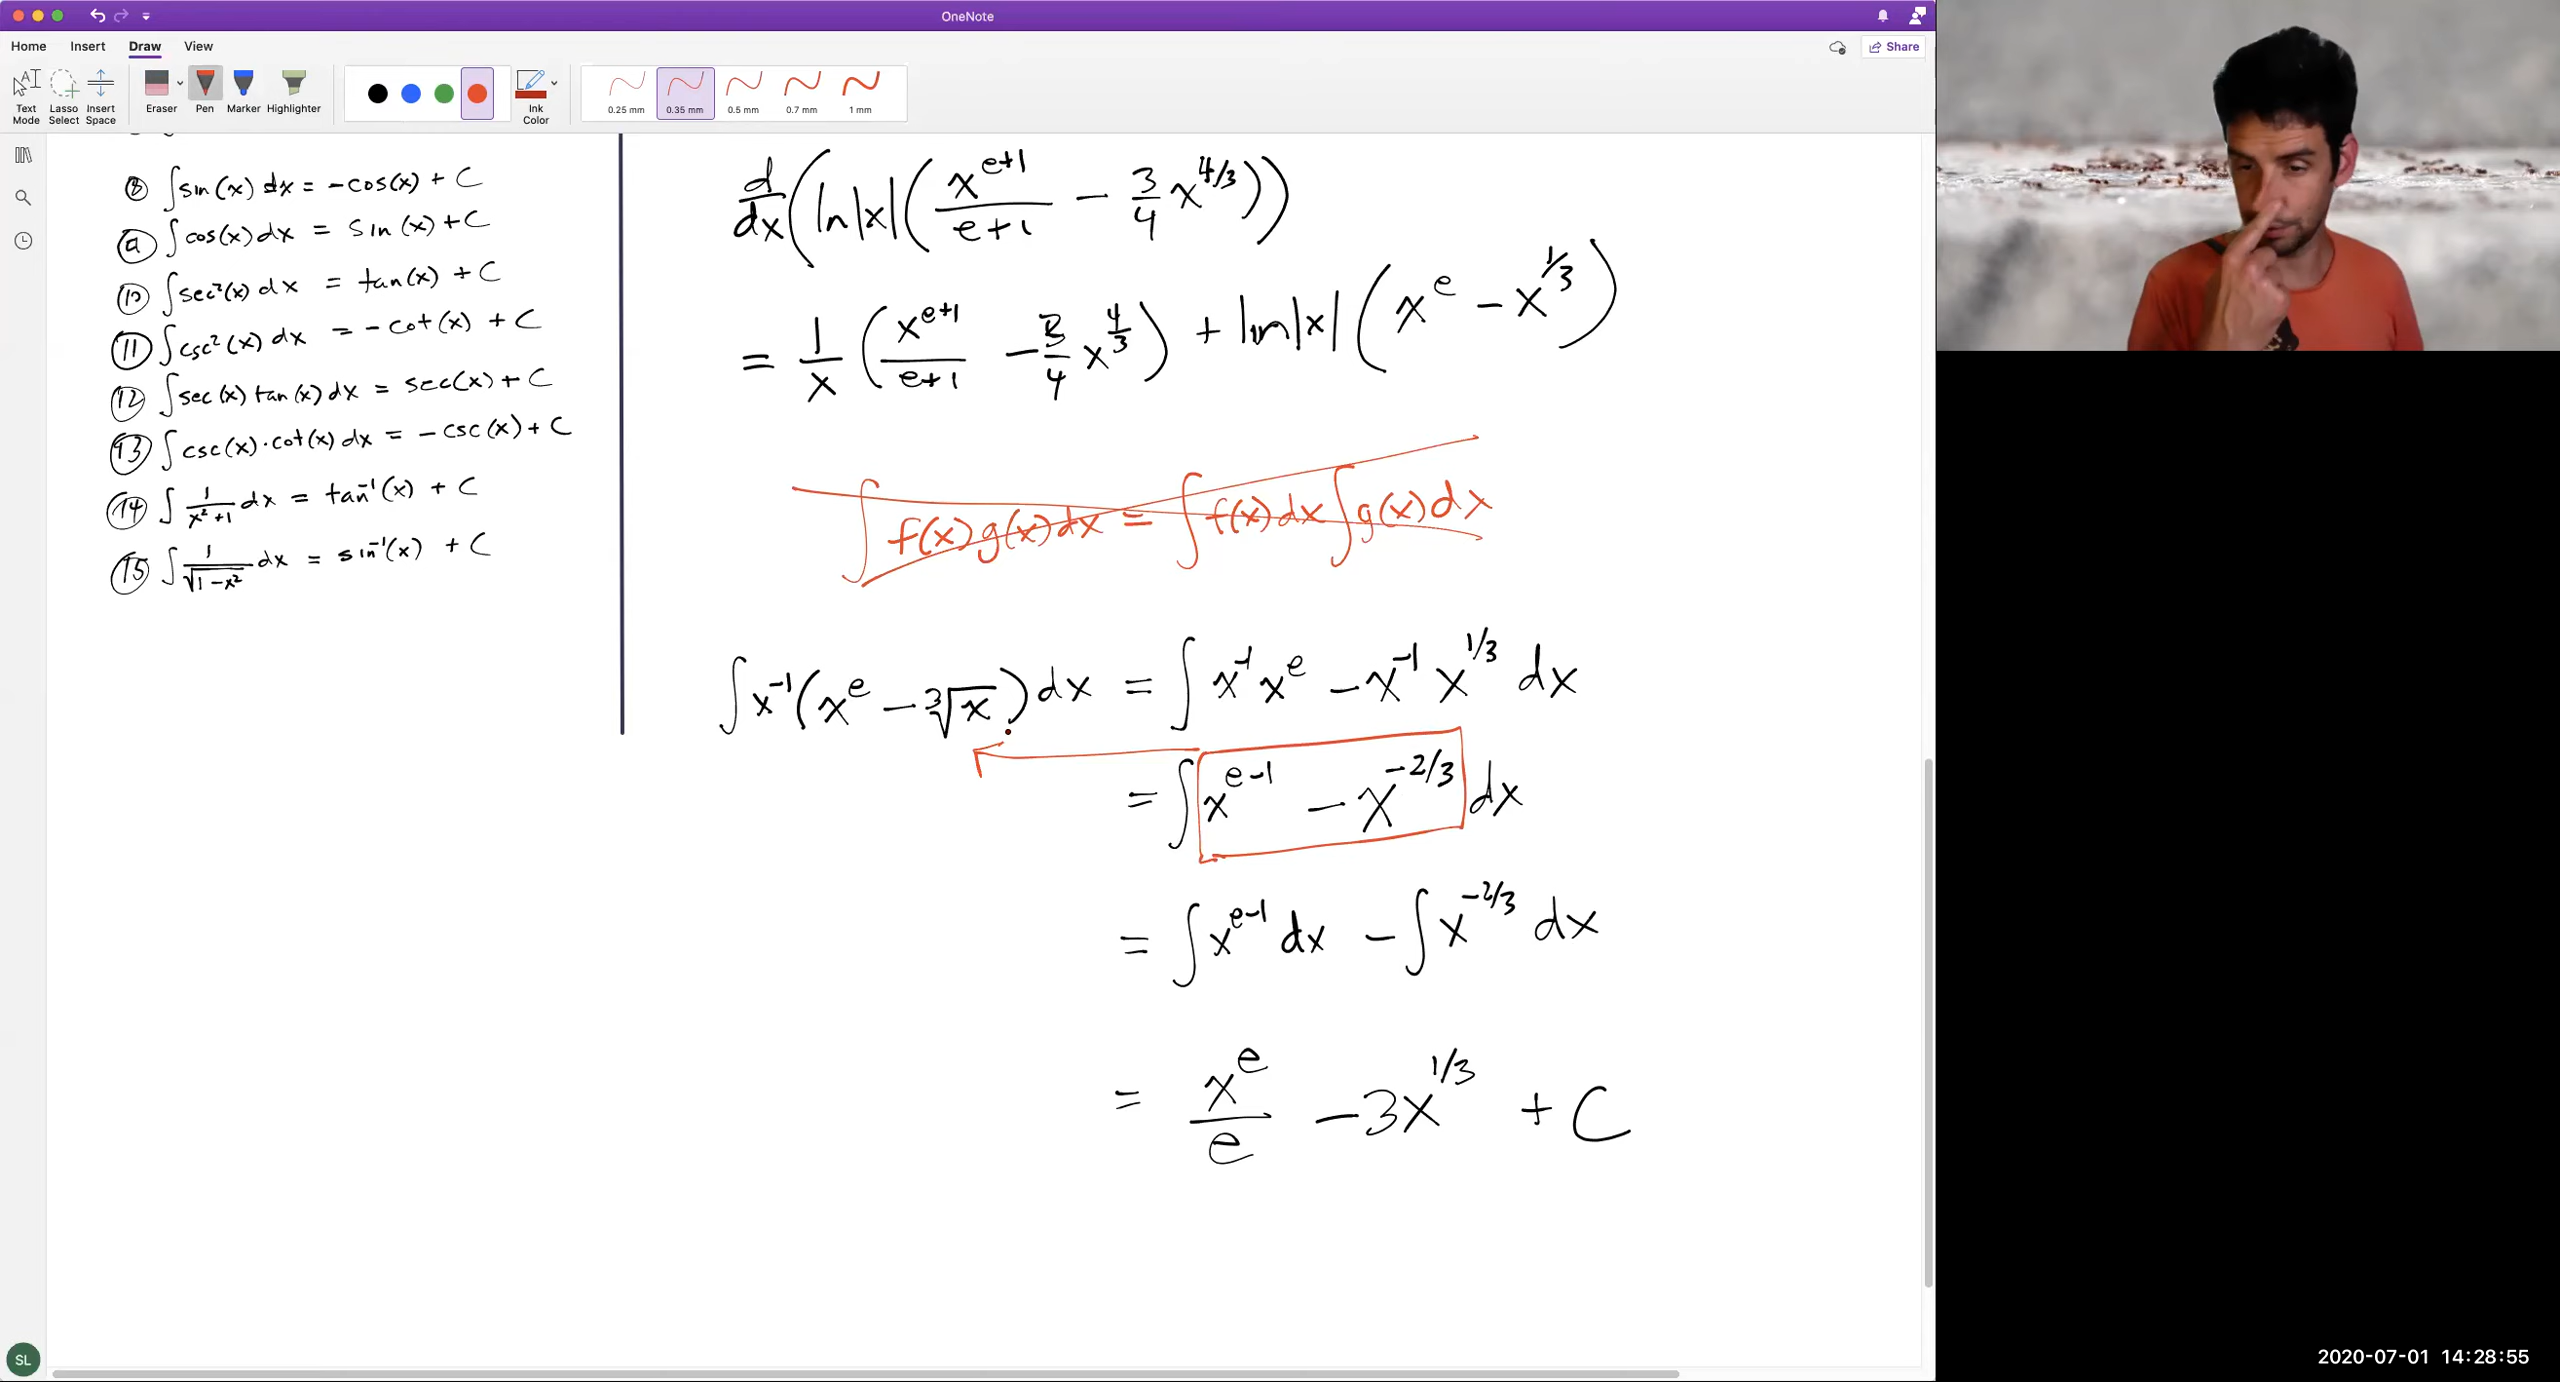 OneNote
Home Insert Draw View
Share
Text Mode
Lasso Select
Insert Space
Eraser
Pen
Marker
Highlighter
Ink Color
0.25 mm
0.35 mm
0.5 mm
0.7 mm
1 mm
⑧ ∫ sin(x) dx = -cos(x) + C
⑨ ∫ cos(x) dx = sin(x) + C
⑩ ∫ sec²(x) dx = tan(x) + C
⑪ ∫ csc²(x) dx = -cot(x) + C
⑫ ∫ sec(x) tan(x) dx = sec(x) + C
⑬ ∫ csc(x)·cot(x) dx = -csc(x) + C
⑭ ∫ 1/(x²+1) dx = tan⁻¹(x) + C
⑮ ∫ 1/√(1-x²) dx = sin⁻¹(x) + C
d/dx (ln|x| (x^(e+1)/(e+1) - 3/4 x^(4/3)))
= 1/x (x^(e+1)/(e+1) - 3/4 x^(4/3)) + ln|x| (x^e - x^(1/3))
∫ f(x) g(x) dx = ∫ f(x) dx ∫ g(x) dx
∫ x⁻¹ (x^e - ∛x) dx = ∫ x⁻¹ x^e - x⁻¹ x^(1/3) dx
= ∫ x^(e-1) - x^(-2/3) dx
= ∫ x^(e-1) dx - ∫ x^(-2/3) dx
= x^e/e - 3x^(1/3) + C
SL
2020-07-01 14:28:55